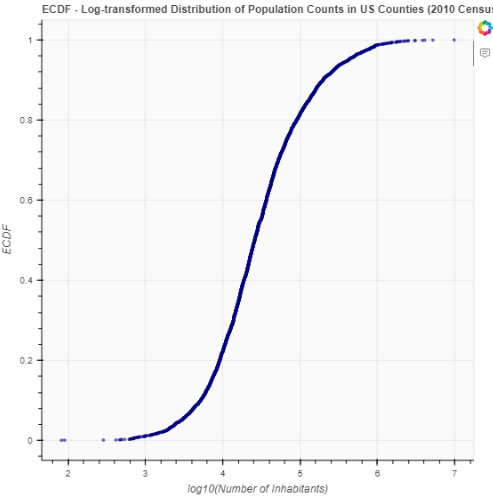 ECDF - Log-transformed Distribution of Population Counts in US Counties (2010 Census
1
0.8
0.6
0.4
0.2
0
ECDF
2 3 4 5 6 7
log10(Number of Inhabitants)